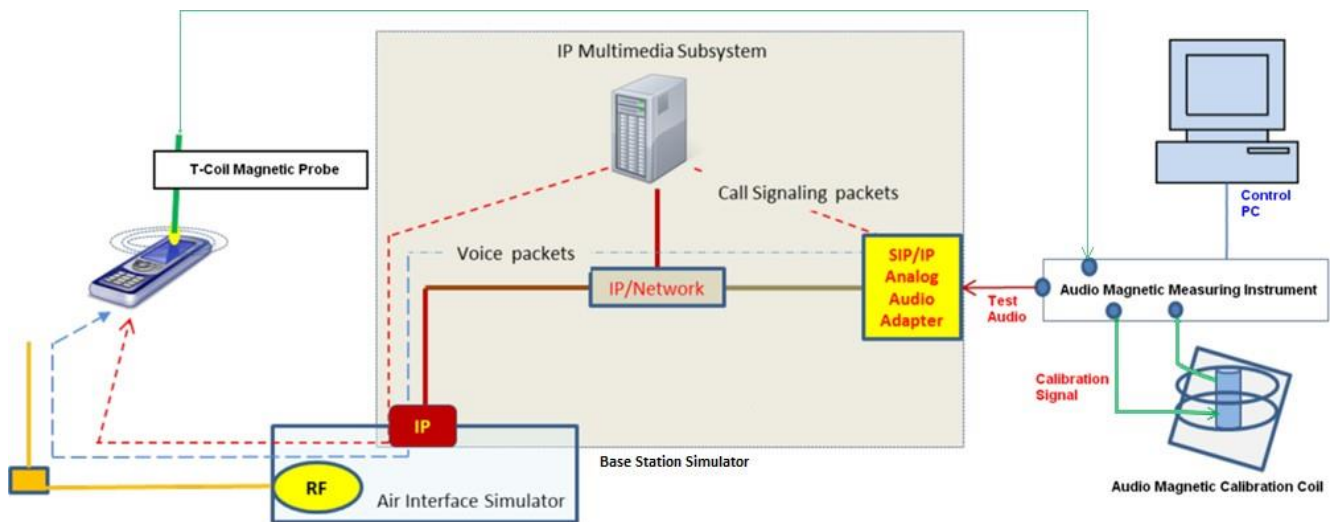 IP Multimedia Subsystem
T-Coil Magnetic Probe
Call Signaling packets
Control
PC
Voice packets
SIP/IP
Analog
Audio
Adapter
IP/Network
Test
Audio
Audio Magnetic Measuring Instrument
Calibration
Signal
IP
Base Station Simulator
RF
Air Interface Simulator
Audio Magnetic Calibration Coil